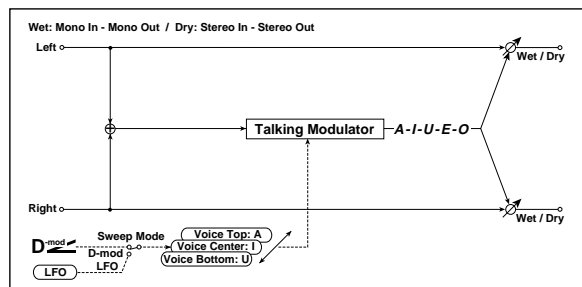 Wet: Mono In - Mono Out / Dry: Stereo In - Stereo Out
Left
Wet / Dry
Talking Modulator
A-I-U-E-O
Right
Wet / Dry
Sweep Mode
D-mod
D-mod
LFO
LFO
Voice Top: A
Voice Center: I
Voice Bottom: U